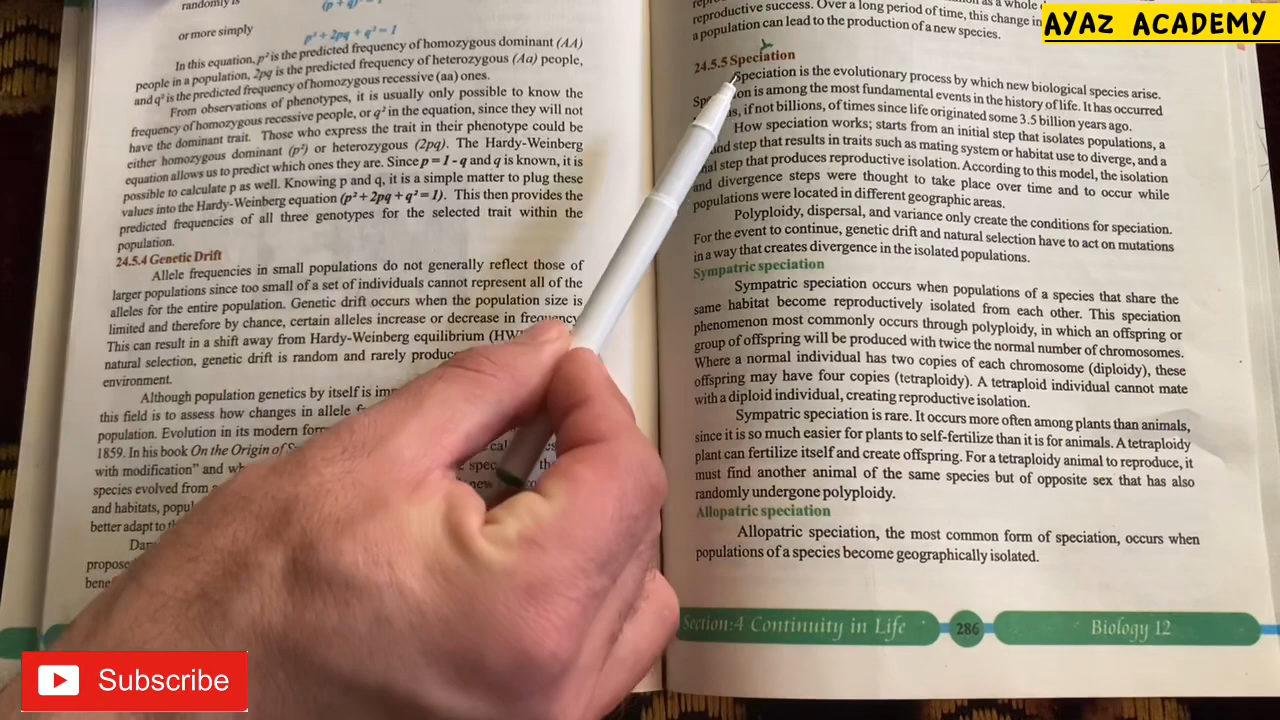 randomly is
(p + q)² = 1
or more simply
p² + 2pq + q² = 1
In this equation, p² is the predicted frequency of homozygous dominant (AA)
people in a population, 2pq is the predicted frequency of heterozygous (Aa) people,
and q² is the predicted frequency of homozygous recessive (aa) ones.
From observations of phenotypes, it is usually only possible to know the
frequency of homozygous recessive people, or q² in the equation, since they will not
have the dominant trait. Those who express the trait in their phenotype could be
either homozygous dominant (p²) or heterozygous (2pq). The Hardy-Weinberg
equation allows us to predict which ones they are. Since p = 1 - q and q is known, it is
possible to calculate p as well. Knowing p and q, it is a simple matter to plug these
values into the Hardy-Weinberg equation (p² + 2pq + q² = 1). This then provides the
predicted frequencies of all three genotypes for the selected trait within the
population.
24.5.4 Genetic Drift
Allele frequencies in small populations do not generally reflect those of
larger populations since too small of a set of individuals cannot represent all of the
alleles for the entire population. Genetic drift occurs when the population size is
limited and therefore by chance, certain alleles increase or decrease in frequency
This can result in a shift away from Hardy-Weinberg equilibrium
natural selection, genetic drift is random and rarely
environment.
Although population genetics by itself is
this field is to assess how changes in allele
population. Evolution in its modern
1859. In his book On the Origin of
with modification" and
species evolved from
and habitats,
better adapt to

reproductive success. Over a long period of time, this change in
a population can lead to the production of a new species.
AYAZ ACADEMY
24.5.5 Speciation
Speciation is the evolutionary process by which new biological species arise.
is among the most fundamental events in the history of life. It has occurred
if not billions, of times since life originated some 3.5 billion years ago.
How speciation works; starts from an initial step that isolates populations, a
step that results in traits such as mating system or habitat use to diverge, and a
step that produces reproductive isolation. According to this model, the isolation
and divergence steps were thought to take place over time and to occur while
populations were located in different geographic areas.
Polyploidy, dispersal, and variance only create the conditions for speciation.
For the event to continue, genetic drift and natural selection have to act on mutations
in a way that creates divergence in the isolated populations.
Sympatric speciation
Sympatric speciation occurs when populations of a species that share the
same habitat become reproductively isolated from each other. This speciation
phenomenon most commonly occurs through polyploidy, in which an offspring or
group of offspring will be produced with twice the normal number of chromosomes.
Where a normal individual has two copies of each chromosome (diploidy), these
offspring may have four copies (tetraploidy). A tetraploid individual cannot mate
with a diploid individual, creating reproductive isolation.
Sympatric speciation is rare. It occurs more often among plants than animals,
since it is so much easier for plants to self-fertilize than it is for animals. A tetraploidy
plant can fertilize itself and create offspring. For a tetraploidy animal to reproduce, it
must find another animal of the same species but of opposite sex that has also
randomly undergone polyploidy.
Allopatric speciation
Allopatric speciation, the most common form of speciation, occurs when
populations of a species become geographically isolated.
Section:4 Continuity in Life 286 Biology 12
Subscribe